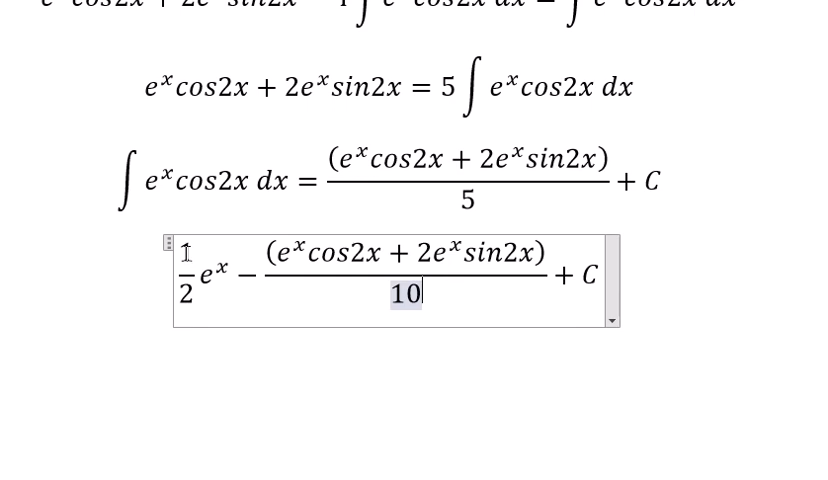 e^x cos2x + 2e^x sin2x = 5 ∫ e^x cos2x dx
∫ e^x cos2x dx = (e^x cos2x + 2e^x sin2x) / 5 + C
1/2 e^x − (e^x cos2x + 2e^x sin2x) / 10 + C